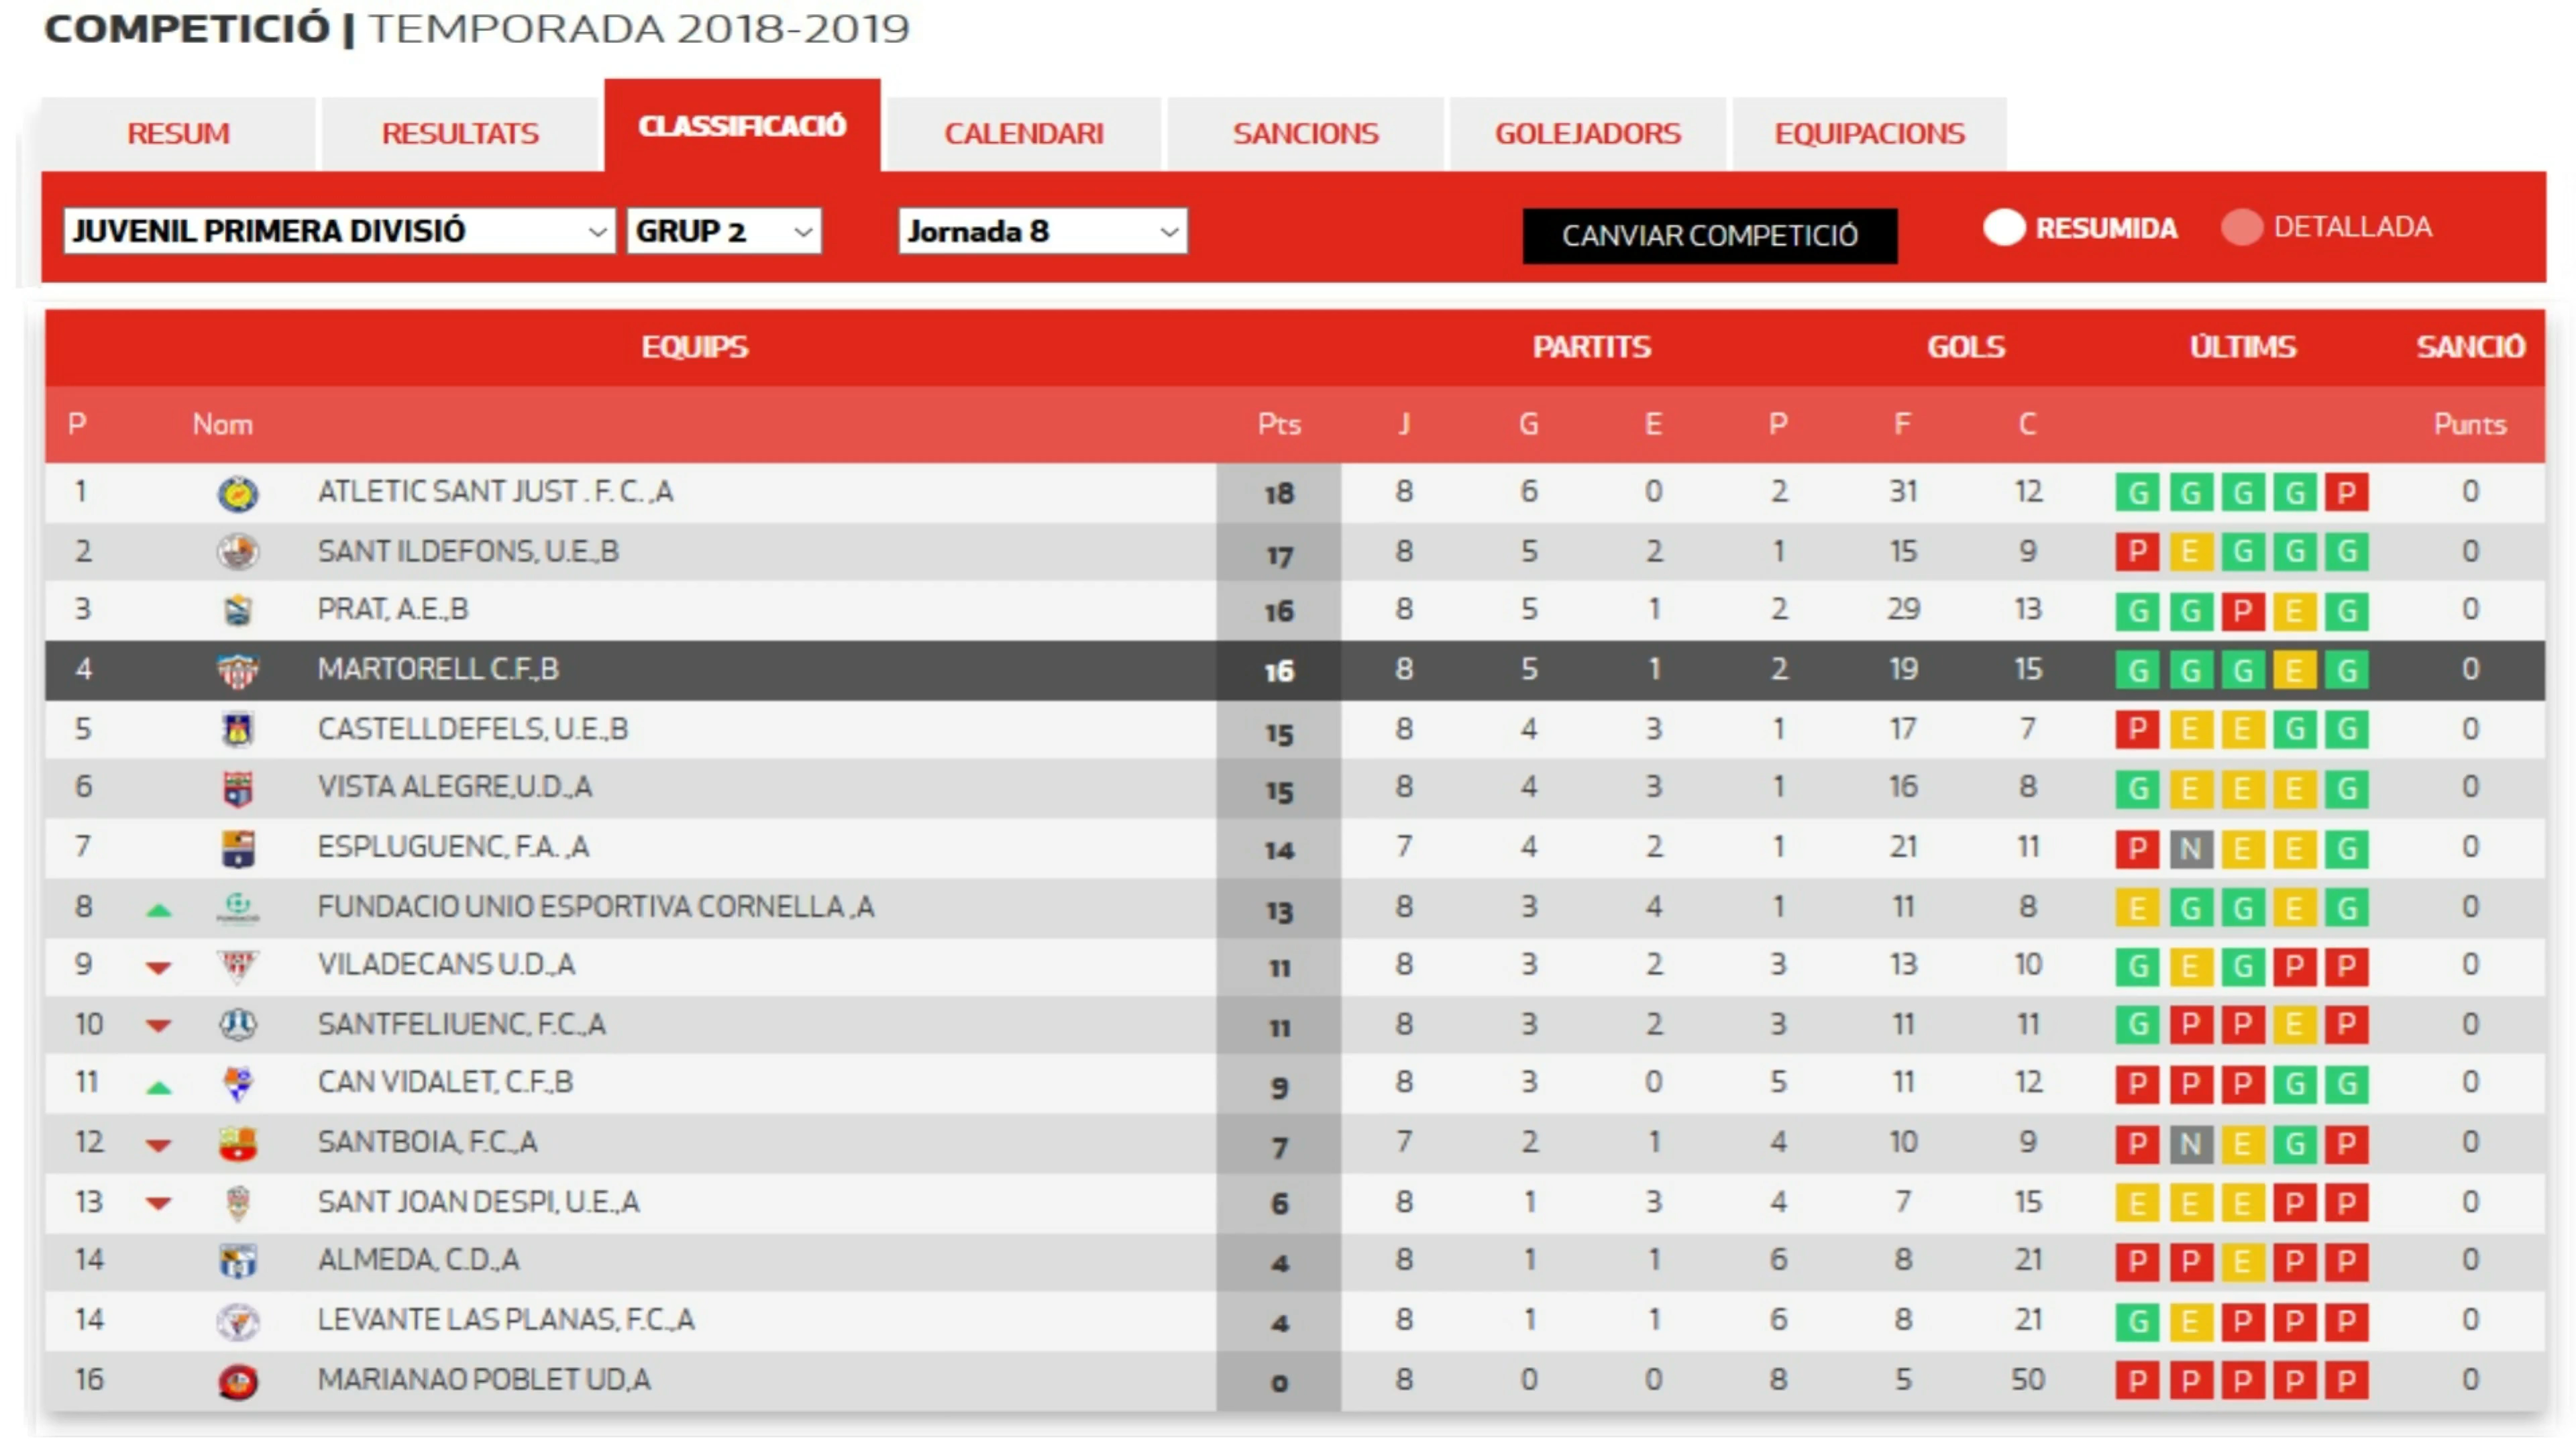 COMPETICIÓ | TEMPORADA 2018-2019
RESUM RESULTATS CLASSIFICACIÓ CALENDARI SANCIONS GOLEJADORS EQUIPACIONS
JUVENIL PRIMERA DIVISIÓ GRUP 2 Jornada 8 CANVIAR COMPETICIÓ RESUMIDA DETALLADA
EQUIPS PARTITS GOLS ÚLTIMS SANCIÓ
P Nom Pts J G E P F C Punts
1 ATLETIC SANT JUST . F. C. ,A 18 8 6 0 2 31 12 G G G G P 0
2 SANT ILDEFONS, U.E.,B 17 8 5 2 1 15 9 P E G G G 0
3 PRAT, A.E.,B 16 8 5 1 2 29 13 G G P E G 0
4 MARTORELL C.F.,B 16 8 5 1 2 19 15 G G G E G 0
5 CASTELLDEFELS, U.E.,B 15 8 4 3 1 17 7 P E E G G 0
6 VISTA ALEGRE,U.D.,A 15 8 4 3 1 16 8 G E E E G 0
7 ESPLUGUENC, F.A. ,A 14 7 4 2 1 21 11 P N E E G 0
8 FUNDACIO UNIO ESPORTIVA CORNELLA ,A 13 8 3 4 1 11 8 E G G E G 0
9 VILADECANS U.D.,A 11 8 3 2 3 13 10 G E G P P 0
10 SANTFELIUENC, F.C.,A 11 8 3 2 3 11 11 G P P E P 0
11 CAN VIDALET, C.F.,B 9 8 3 0 5 11 12 P P P G G 0
12 SANTBOIA, F.C.,A 7 7 2 1 4 10 9 P N E G P 0
13 SANT JOAN DESPI, U.E.,A 6 8 1 3 4 7 15 E E E P P 0
14 ALMEDA, C.D.,A 4 8 1 1 6 8 21 P P E P P 0
14 LEVANTE LAS PLANAS, F.C.,A 4 8 1 1 6 8 21 G E P P P 0
16 MARIANAO POBLET UD,A 0 8 0 0 8 5 50 P P P P P 0